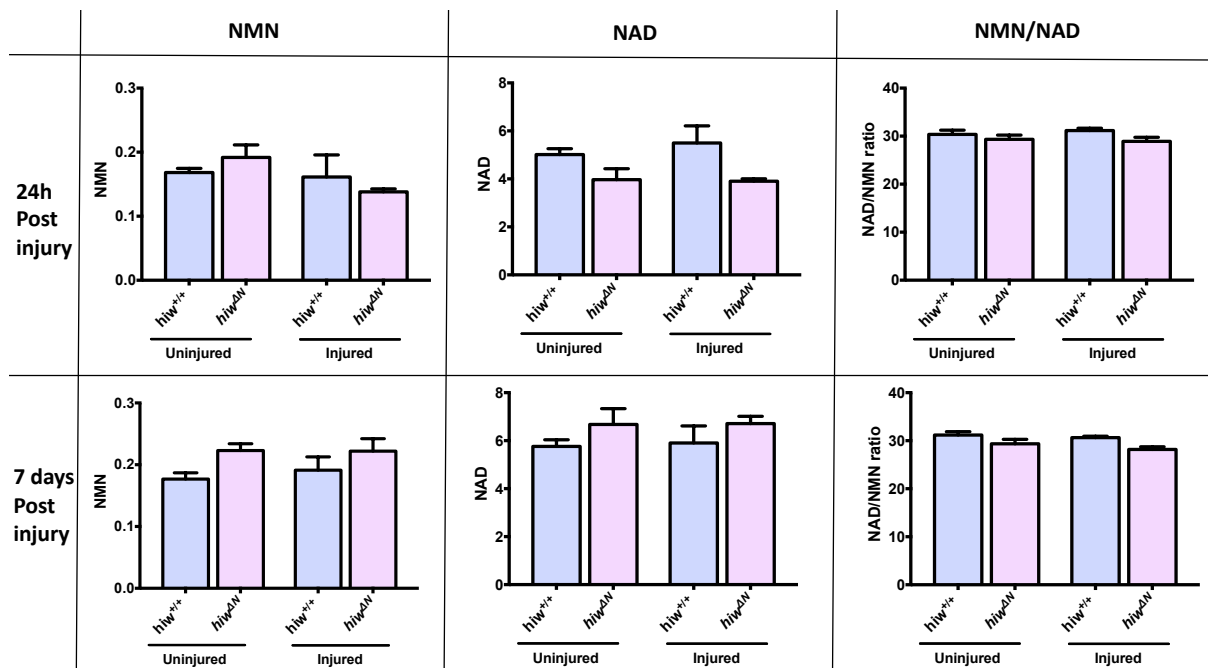 NMN
NAD
NMN/NAD
24h
Post
injury
NMN
0.3
0.2
0.1
0.0
hiw+/+
hiwΔN
hiw+/+
hiwΔN
Uninjured
Injured
NAD
8
6
4
2
0
hiw+/+
hiwΔN
hiw+/+
hiwΔN
Uninjured
Injured
NAD/NMN ratio
40
30
20
10
0
hiw+/+
hiwΔN
hiw+/+
hiwΔN
Uninjured
Injured
7 days
Post
injury
NMN
0.3
0.2
0.1
0.0
hiw+/+
hiwΔN
hiw+/+
hiwΔN
Uninjured
Injured
NAD
8
6
4
2
0
hiw+/+
hiwΔN
hiw+/+
hiwΔN
Uninjured
Injured
NAD/NMN ratio
40
30
20
10
0
hiw+/+
hiwΔN
hiw+/+
hiwΔN
Uninjured
Injured